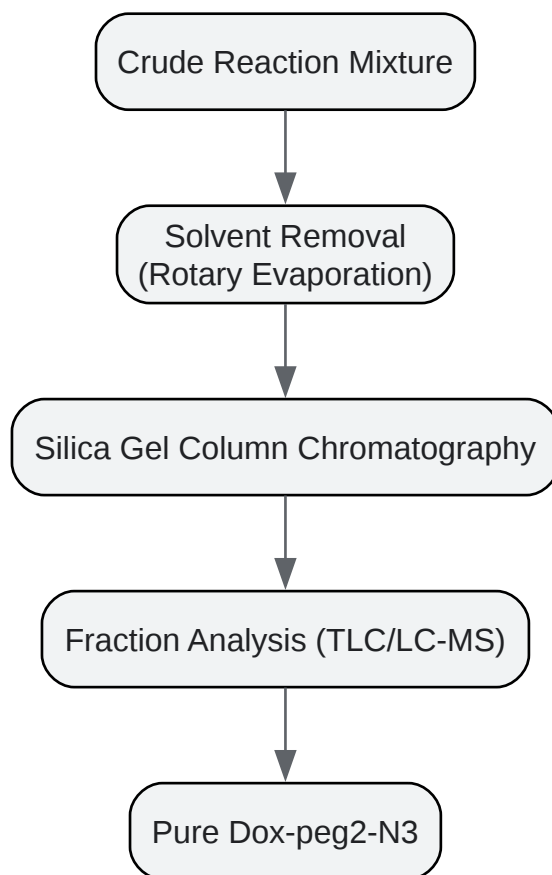 Crude Reaction Mixture
Solvent Removal
(Rotary Evaporation)
Silica Gel Column Chromatography
Fraction Analysis (TLC/LC-MS)
Pure Dox-peg2-N3